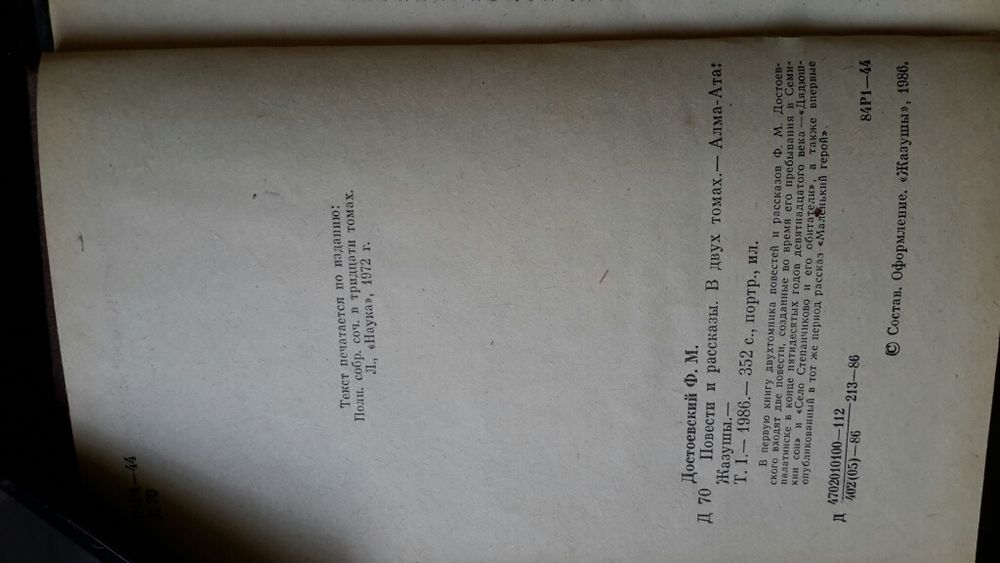 84Р1—44
Д 70
Текст печатается по изданию:
Полн. собр. соч. в тридцати томах.
Л., «Наука», 1972 г.
Достоевский Ф. М.
Д 70 Повести и рассказы. В двух томах.— Алма-Ата:
Жазушы.—
Т. I.— 1986.— 352 с., портр., ил.
В первую книгу двухтомника повестей и рассказов Ф. М. Достоев-
ского входят две повести, созданные во время его пребывания в Семи-
палатинске в конце пятидесятых годов девятнадцатого века —«Дядюш-
кин сон» и «Село Степанчиково и его обитатели», а также впервые
опубликованный в тот же период рассказ «Маленький герой».
Д 4702010100—112
402(05)—86 213—86
84Р1—44
© Состав. Оформление. «Жазушы», 1986.